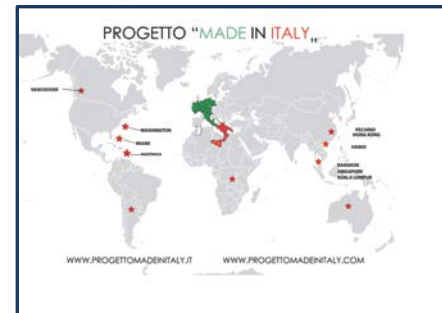 PROGETTO “MADE IN ITALY„
VANCOUVER
WASHINGTON
MIAMI
PECHINO
HONG KONG
HANOI
BANGKOK
SINGAPORE
KUALA LUMPUR
WWW.PROGETTOMADEINITALY.IT
WWW.PROGETTOMADEINITALY.COM